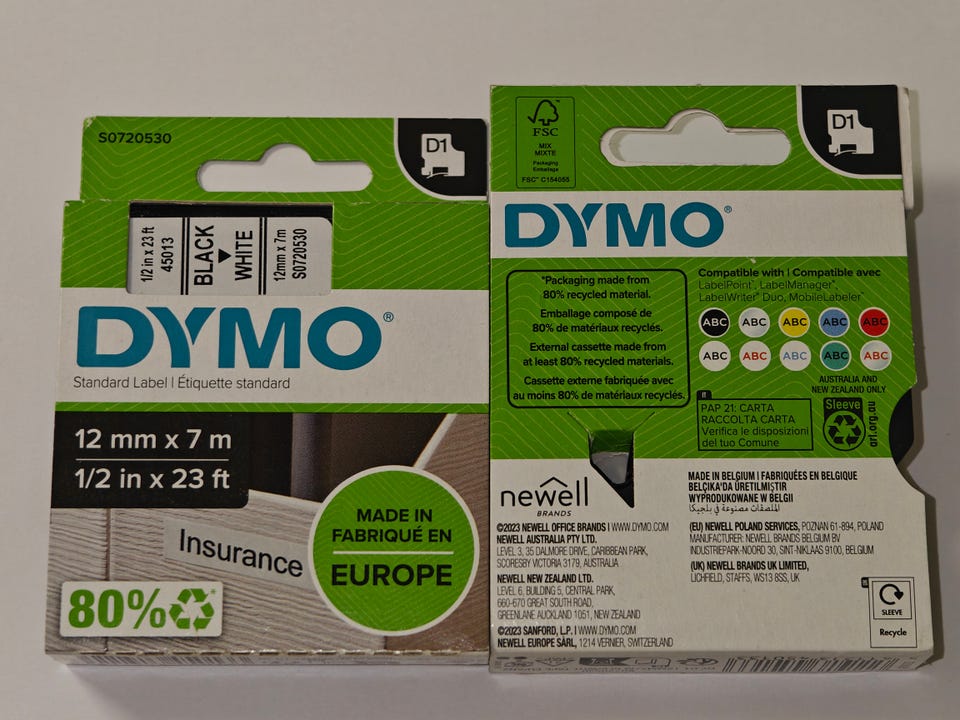 S0720530
D1
1/2 in x 23 ft
45013
BLACK
WHITE
12mm x 7m
S0720530
DYMO®
Standard Label | Étiquette standard
12 mm x 7 m
1/2 in x 23 ft
Insurance
MADE IN
FABRIQUÉ EN
EUROPE
80%*
FSC
MIX
MIXTE
Packaging
Emballage
FSC™ C154055
D1
DYMO®
*Packaging made from
80% recycled material.
Emballage composé de
80% de matériaux recyclés.
External cassette made from
at least 80% recycled materials.
Cassette externe fabriquée avec
au moins 80% de matériaux recyclés.
Compatible with | Compatible avec
LabelPoint®, LabelManager®,
LabelWriter® Duo, MobileLabeler®
ABC ABC ABC ABC ABC
ABC ABC ABC ABC ABC
AUSTRALIA AND
NEW ZEALAND ONLY
Sleeve
arl.org.au
IT
PAP 21: CARTA
RACCOLTA CARTA
Verifica le disposizioni
del tuo Comune
newell
BRANDS
©2023 NEWELL OFFICE BRANDS | WWW.DYMO.COM
NEWELL AUSTRALIA PTY LTD.
LEVEL 3, 35 DALMORE DRIVE, CARIBBEAN PARK,
SCORESBY VICTORIA 3179, AUSTRALIA
NEWELL NEW ZEALAND LTD.
LEVEL 6, BUILDING 5, CENTRAL PARK,
660-670 GREAT SOUTH ROAD,
GREENLANE AUCKLAND 1051, NEW ZEALAND
©2023 SANFORD, L.P. | WWW.DYMO.COM
NEWELL EUROPE SÀRL, 1214 VERNIER, SWITZERLAND
MADE IN BELGIUM | FABRIQUÉES EN BELGIQUE
BELÇIKA'DA ÜRETILMIŞTIR
WYPRODUKOWANE W BELGII
الملصقات مصنوعة في بلجيكا
(EU) NEWELL POLAND SERVICES, POZNAN 61-894, POLAND
MANUFACTURER: NEWELL BRANDS BELGIUM BV
INDUSTRIEPARK-NOORD 30, SINT-NIKLAAS 9100, BELGIUM
(UK) NEWELL BRANDS UK LIMITED,
LICHFIELD, STAFFS, WS13 8SS, UK
SLEEVE
Recycle